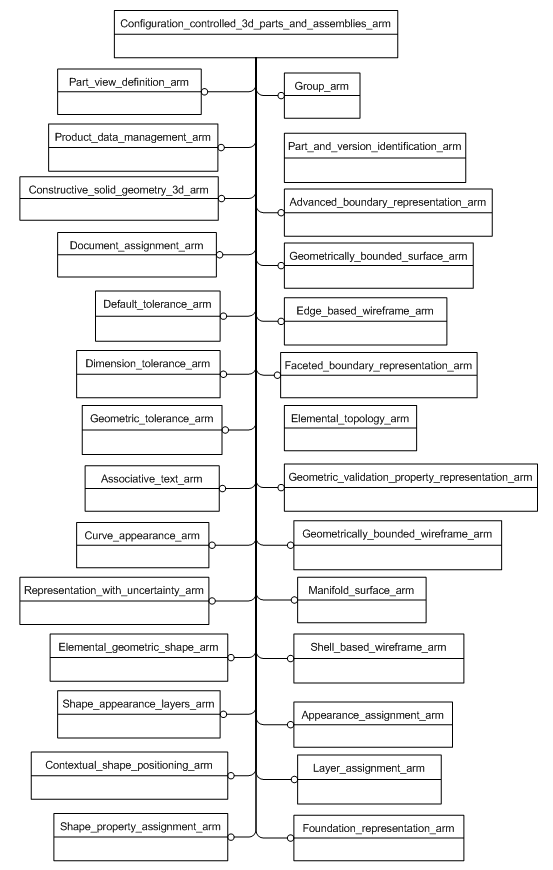 Configuration_controlled_3d_parts_and_assemblies_arm
Part_view_definition_arm
Group_arm
Product_data_management_arm
Part_and_version_identification_arm
Constructive_solid_geometry_3d_arm
Advanced_boundary_representation_arm
Document_assignment_arm
Geometrically_bounded_surface_arm
Default_tolerance_arm
Edge_based_wireframe_arm
Dimension_tolerance_arm
Faceted_boundary_representation_arm
Geometric_tolerance_arm
Elemental_topology_arm
Associative_text_arm
Geometric_validation_property_representation_arm
Curve_appearance_arm
Geometrically_bounded_wireframe_arm
Representation_with_uncertainty_arm
Manifold_surface_arm
Elemental_geometric_shape_arm
Shell_based_wireframe_arm
Shape_appearance_layers_arm
Appearance_assignment_arm
Contextual_shape_positioning_arm
Layer_assignment_arm
Shape_property_assignment_arm
Foundation_representation_arm